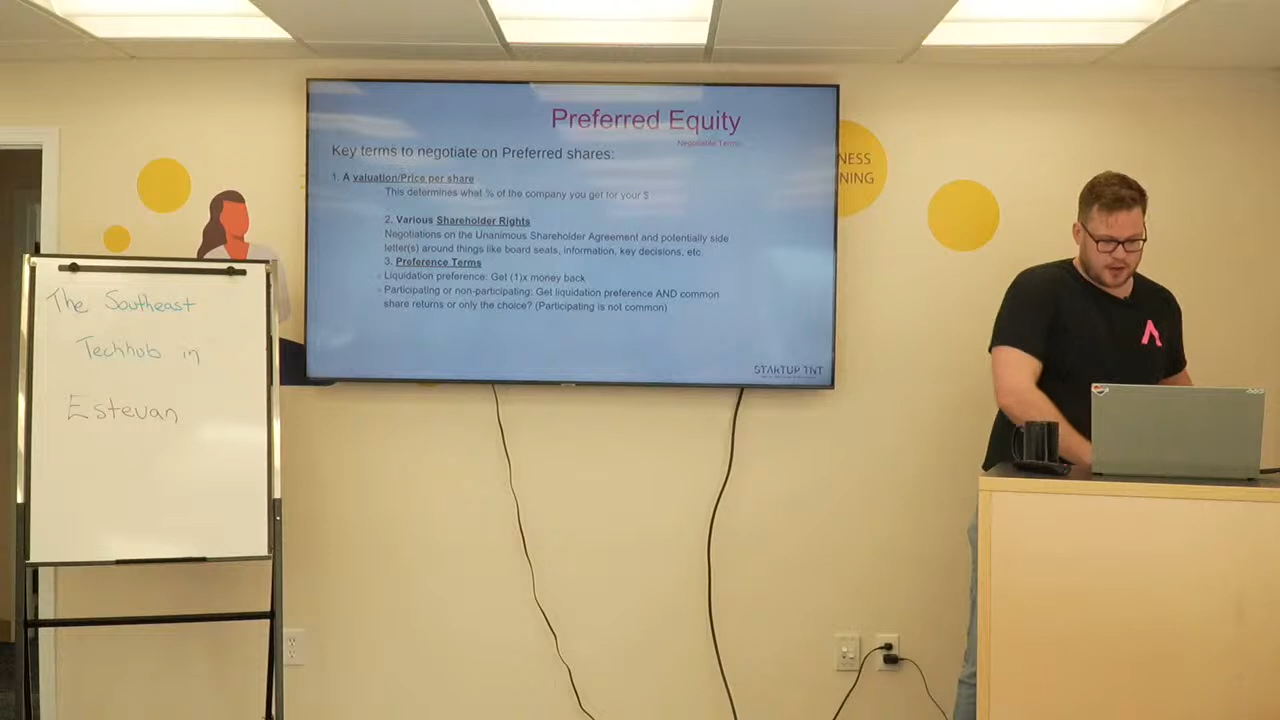 Preferred Equity
Negotiable Terms
Key terms to negotiate on Preferred shares:
1. A valuation/Price per share
This determines what % of the company you get for your $
2. Various Shareholder Rights
Negotiations on the Unanimous Shareholder Agreement and potentially side
letter(s) around things like board seats, information, key decisions, etc
3. Preference Terms
Liquidation preference: Get (1)x money back
Participating or non-participating: Get liquidation preference AND common
share returns or only the choice? (Participating is not common)
STARTUP TNT
NESS
NING
The Southeast
Techhub in
Estevan